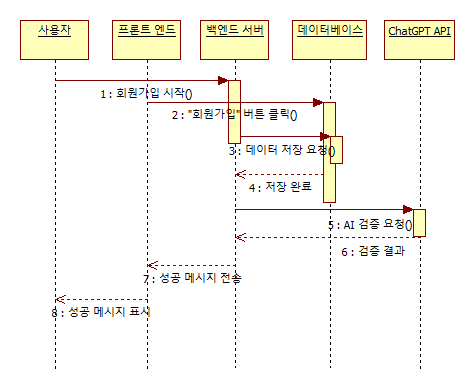 사용자
프론트 엔드
백엔드 서버
데이터베이스
ChatGPT API
1 : 회원가입 시작()
2 : "회원가입" 버튼 클릭()
3 : 데이터 저장 요청()
4 : 저장 완료
5 : AI 검증 요청()
6 : 검증 결과
7 : 성공 메시지 전송
8 : 성공 메시지 표시